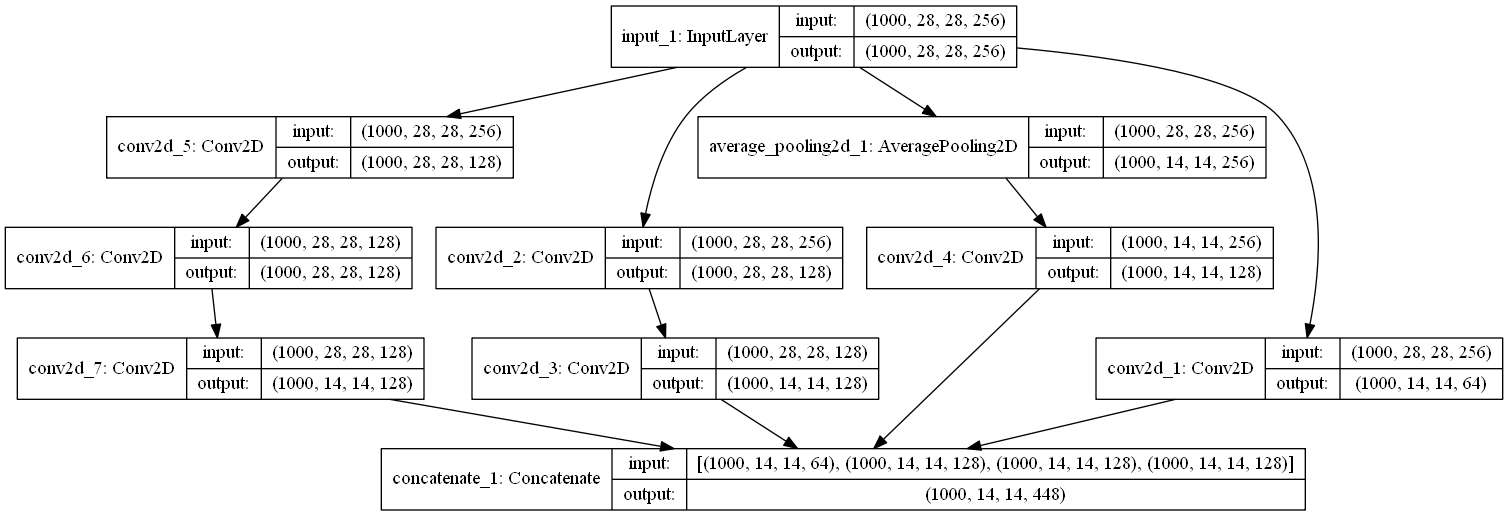 input_1: InputLayer
input: (1000, 28, 28, 256)
output: (1000, 28, 28, 256)
conv2d_5: Conv2D
input: (1000, 28, 28, 256)
output: (1000, 28, 28, 128)
average_pooling2d_1: AveragePooling2D
input: (1000, 28, 28, 256)
output: (1000, 14, 14, 256)
conv2d_6: Conv2D
input: (1000, 28, 28, 128)
output: (1000, 28, 28, 128)
conv2d_2: Conv2D
input: (1000, 28, 28, 256)
output: (1000, 28, 28, 128)
conv2d_4: Conv2D
input: (1000, 14, 14, 256)
output: (1000, 14, 14, 128)
conv2d_7: Conv2D
input: (1000, 28, 28, 128)
output: (1000, 14, 14, 128)
conv2d_3: Conv2D
input: (1000, 28, 28, 128)
output: (1000, 14, 14, 128)
conv2d_1: Conv2D
input: (1000, 28, 28, 256)
output: (1000, 14, 14, 64)
concatenate_1: Concatenate
input: [(1000, 14, 14, 64), (1000, 14, 14, 128), (1000, 14, 14, 128), (1000, 14, 14, 128)]
output: (1000, 14, 14, 448)